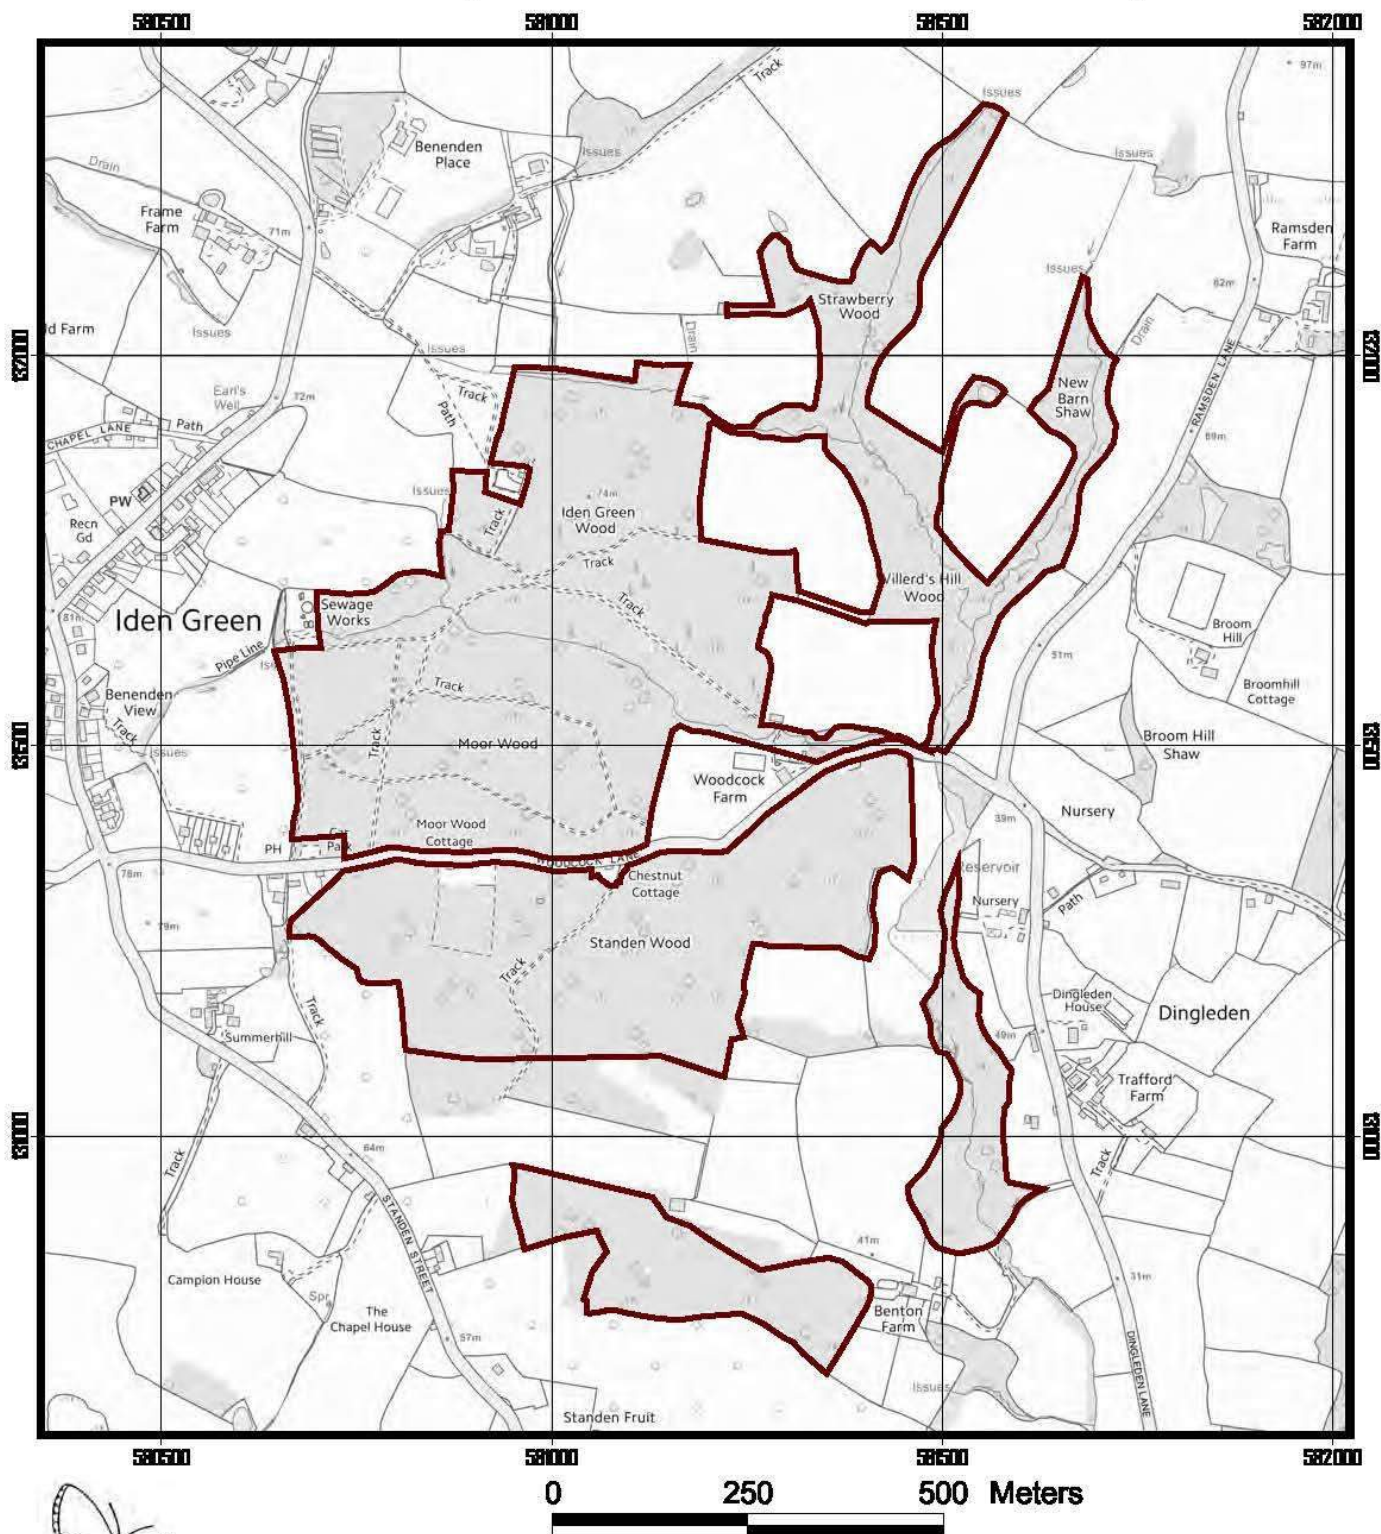 580500 581000 581500 582000
97m
Track
Issues
Benenden
Place
Issues
Issues
Drain
Frame
Farm
71m
Ramsden
Farm
Issues
62m
Strawberry
Wood
ld Farm
Issues
Drain
Drain
Issues
132000
132000
RAMSDEN LANE
New
Barn
Shaw
Earl's
Well
72m
Track
Path
CHAPEL LANE
Path
69m
Issues
PW
74m
Recn
Gd
Iden Green
Wood
Track
Track
Villerd's Hill
Wood
Track
Sewage
Works
81m
Iden Green
Broom
Hill
Pipe Line
Iss
51m
Benenden
View
Track
Track
Broomhill
Cottage
Issues
Track
Moor Wood
Broom Hill
Shaw
131500
131500
Woodcock
Farm
Nursery
39m
Moor Wood
Cottage
Car
Park
PH
WOODCOCK LANE
78m
Chestnut
Cottage
Reservoir
Nursery
Path
79m
Standen Wood
Track
Dingleden
House
Dingleden
Track
Summerhill
49m
Trafford
Farm
131000
131000
64m
Track
Track
STANDEN STREET
41m
Campion House
31m
Spr
The
Chapel House
Benton
Farm
57m
DINGLEDEN LANE
Issues
Standen Fruit
580500 581000 581500 582000
0 250 500 Meters